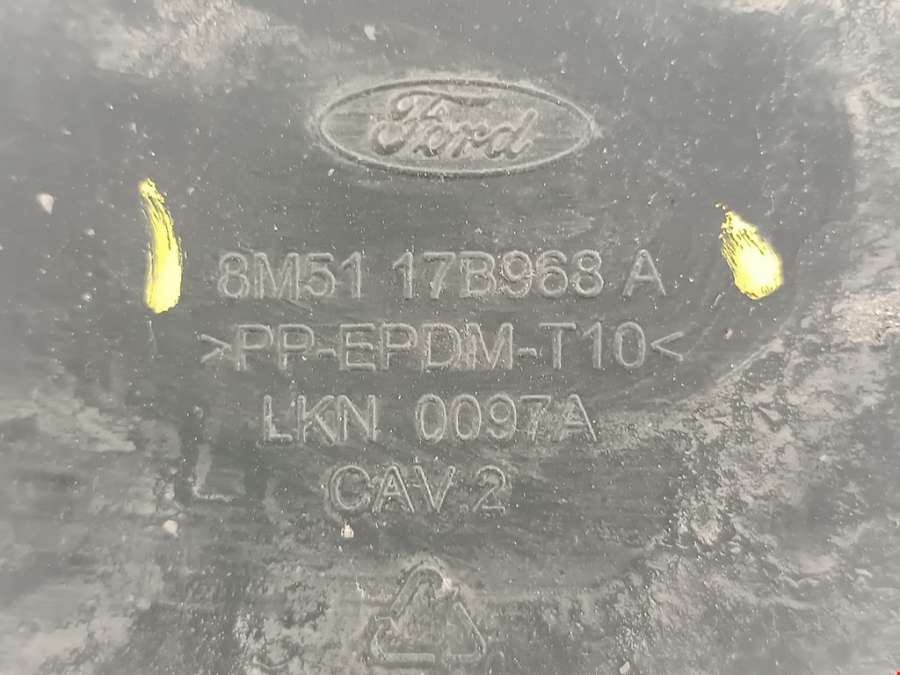 Ford
8M51 17B968 A
>PP-EPDM-T10<
LKN 0097A
CAV.2